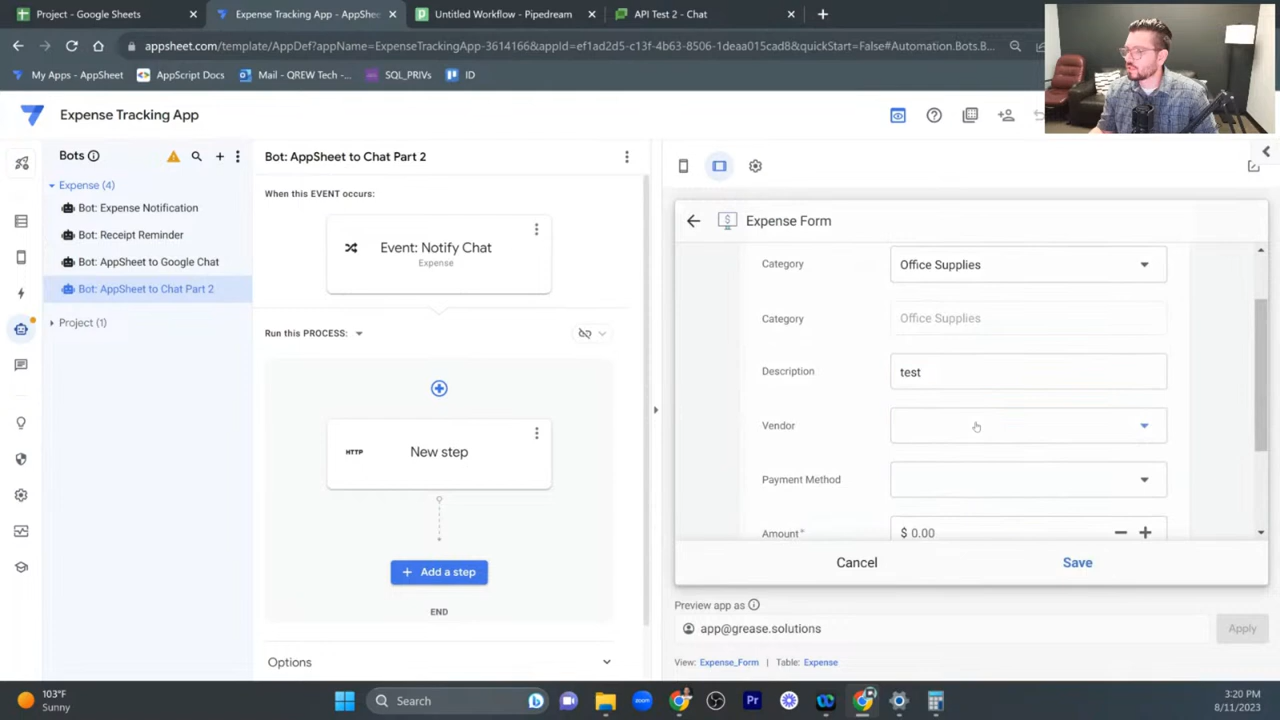 Project - Google Sheets
Expense Tracking App - AppShee
Untitled Workflow - Pipedream
API Test 2 - Chat
appsheet.com/template/AppDef?appName=ExpenseTrackingApp-3614166&appId=ef1ad2d5-c13f-4b63-8506-1deaa015cad8&quickStart=False#Automation.Bots.B...
My Apps - AppSheet
AppScript Docs
Mail - QREW Tech -...
SQL_PRIVs
ID
Expense Tracking App
Bots
Expense (4)
Bot: Expense Notification
Bot: Receipt Reminder
Bot: AppSheet to Google Chat
Bot: AppSheet to Chat Part 2
Project (1)
Bot: AppSheet to Chat Part 2
When this EVENT occurs:
Event: Notify Chat
Expense
Run this PROCESS:
HTTP
New step
+ Add a step
END
Options
Expense Form
Category
Office Supplies
Category
Office Supplies
Description
test
Vendor
Payment Method
Amount*
$ 0.00
Cancel
Save
Preview app as
app@grease.solutions
Apply
View: Expense_Form | Table: Expense
103°F
Sunny
Search
3:20 PM
8/11/2023